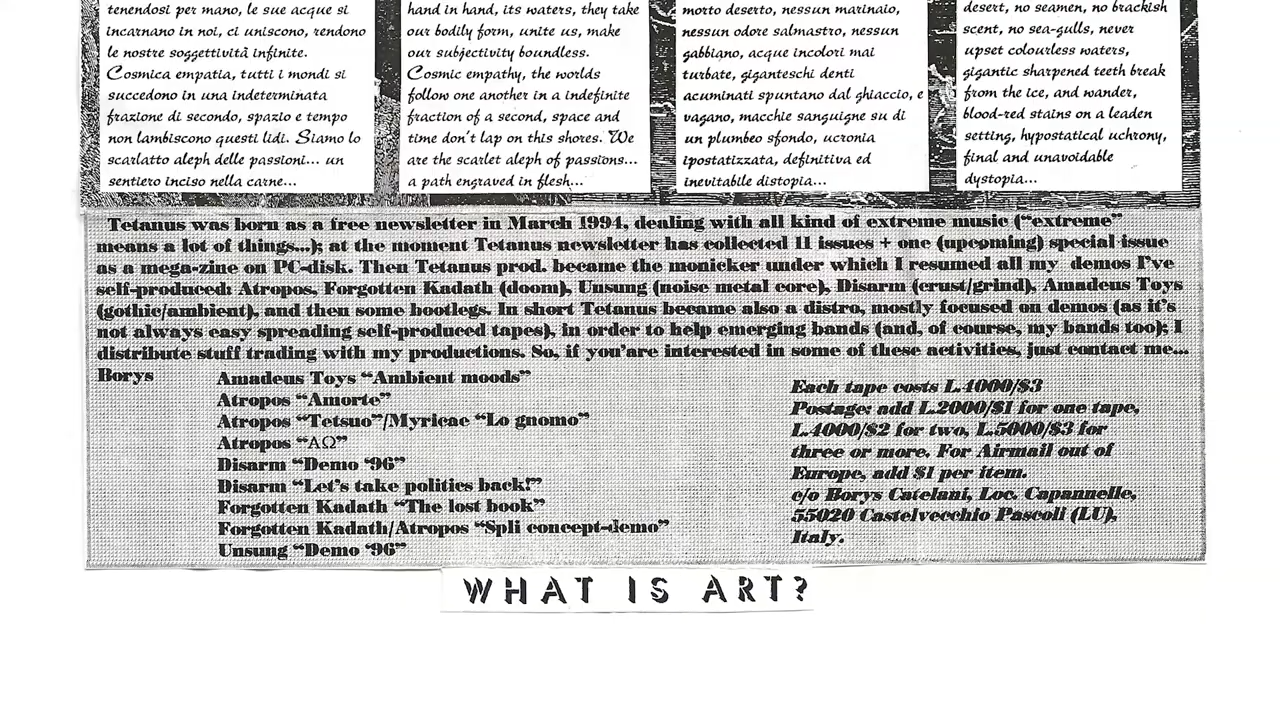 tenendosi per mano, le sue acque si
incarnano in noi, ci uniscono, rendono
le nostre soggettività infinite.
Cosmica empatia, tutti i mondi si
succedono in una indeterminata
frazione di secondo, spazio e tempo
non lambiscono questi lidi. Siamo lo
scarlatto aleph delle passioni... un
sentiero inciso nella carne...
hand in hand, its waters, they take
our bodily form, unite us, make
our subjectivity boundless.
Cosmic empathy, the worlds
follow one another in a indefinite
fraction of a second, space and
time don't lap on this shores. We
are the scarlet aleph of passions...
a path engraved in flesh...
morto deserto, nessun marinaio,
nessun odore salmastro, nessun
gabbiano, acque incolori mai
turbate, giganteschi denti
acuminati spuntano dal ghiaccio, e
vagano, macchie sanguigne su di
un plumbeo sfondo, ucronia
ipostatizzata, definitiva ed
inevitabile distopia...
desert, no seamen, no brackish
scent, no sea-gulls, never
upset colourless waters,
gigantic sharpened teeth break
from the ice, and wander,
blood-red stains on a leaden
setting, hypostatical uchrony,
final and unavoidable
dystopia...
Tetanus was born as a free newsletter in March 1994, dealing with all kind of extreme music ("extreme"
means a lot of things...); at the moment Tetanus newsletter has collected 11 issues + one (upcoming) special issue
as a mega-zine on PC-disk. Then Tetanus prod. became the monicker under which I resumed all my demos I've
self-produced: Atropos, Forgotten Kadath (doom), Unsung (noise metal core), Disarm (crust/grind), Amadeus Toys
(gothic/ambient), and then some bootlegs. In short Tetanus became also a distro, mostly focused on demos (as it's
not always easy spreading self-produced tapes), in order to help emerging bands (and, of course, my bands too); I
distribute stuff trading with my productions. So, if you'are interested in some of these activities, just contact me...
Borys
Amadeus Toys "Ambient moods"
Atropos "Amorte"
Atropos "Tetsuo"/Myricae "Lo gnomo"
Atropos "ΑΩ"
Disarm "Demo '96"
Disarm "Let's take politics back!"
Forgotten Kadath "The lost book"
Forgotten Kadath/Atropos "Spli concept-demo"
Unsung "Demo '96"
Each tape costs L.4000/$3
Postage: add L.2000/$1 for one tape,
L.4000/$2 for two, L.5000/$3 for
three or more. For Airmail out of
Europe, add $1 per item.
c/o Borys Catelani, Loc. Capannelle,
55020 Castelvecchio Pascoli (LU),
Italy.
WHAT IS ART?